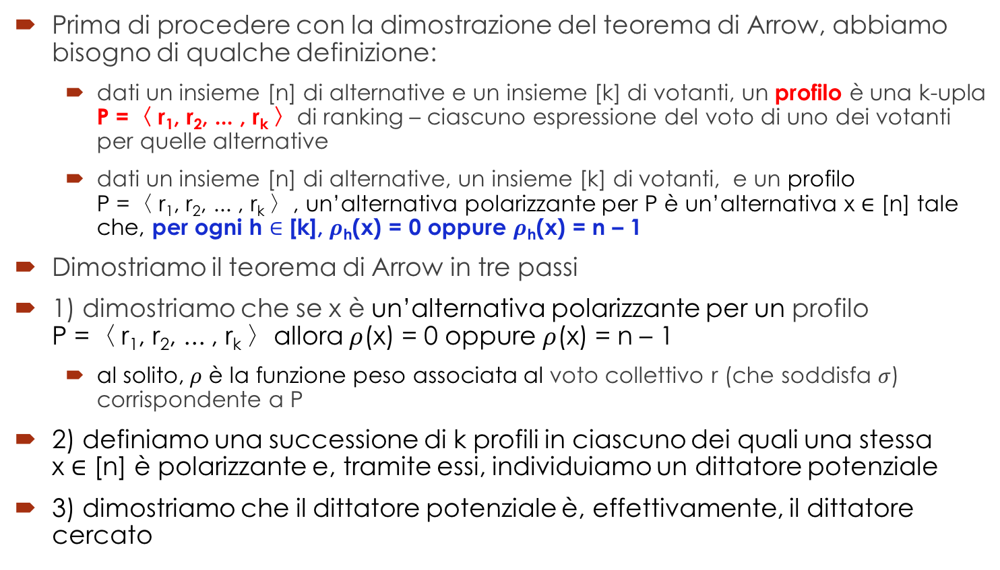 Prima di procedere con la dimostrazione del teorema di Arrow, abbiamo
bisogno di qualche definizione:
dati un insieme [n] di alternative e un insieme [k] di votanti, un profilo è una k-upla
P = 〈 r₁, r₂, ... , rₖ 〉 di ranking – ciascuno espressione del voto di uno dei votanti
per quelle alternative
dati un insieme [n] di alternative, un insieme [k] di votanti,  e un profilo
P = 〈 r₁, r₂, ... , rₖ 〉 , un’alternativa polarizzante per P è un’alternativa x ∈ [n] tale
che, per ogni h ∈ [k], 𝝆ₕ(x) = 0 oppure 𝝆ₕ(x) = n – 1
Dimostriamo il teorema di Arrow in tre passi
1) dimostriamo che se x è un’alternativa polarizzante per un profilo
P = 〈 r₁, r₂, ... , rₖ 〉 allora 𝜌(x) = 0 oppure 𝜌(x) = n – 1
al solito, 𝜌 è la funzione peso associata al voto collettivo r (che soddisfa 𝜎)
corrispondente a P
2) definiamo una successione di k profili in ciascuno dei quali una stessa
x ∈ [n] è polarizzante e, tramite essi, individuiamo un dittatore potenziale
3) dimostriamo che il dittatore potenziale è, effettivamente, il dittatore
cercato